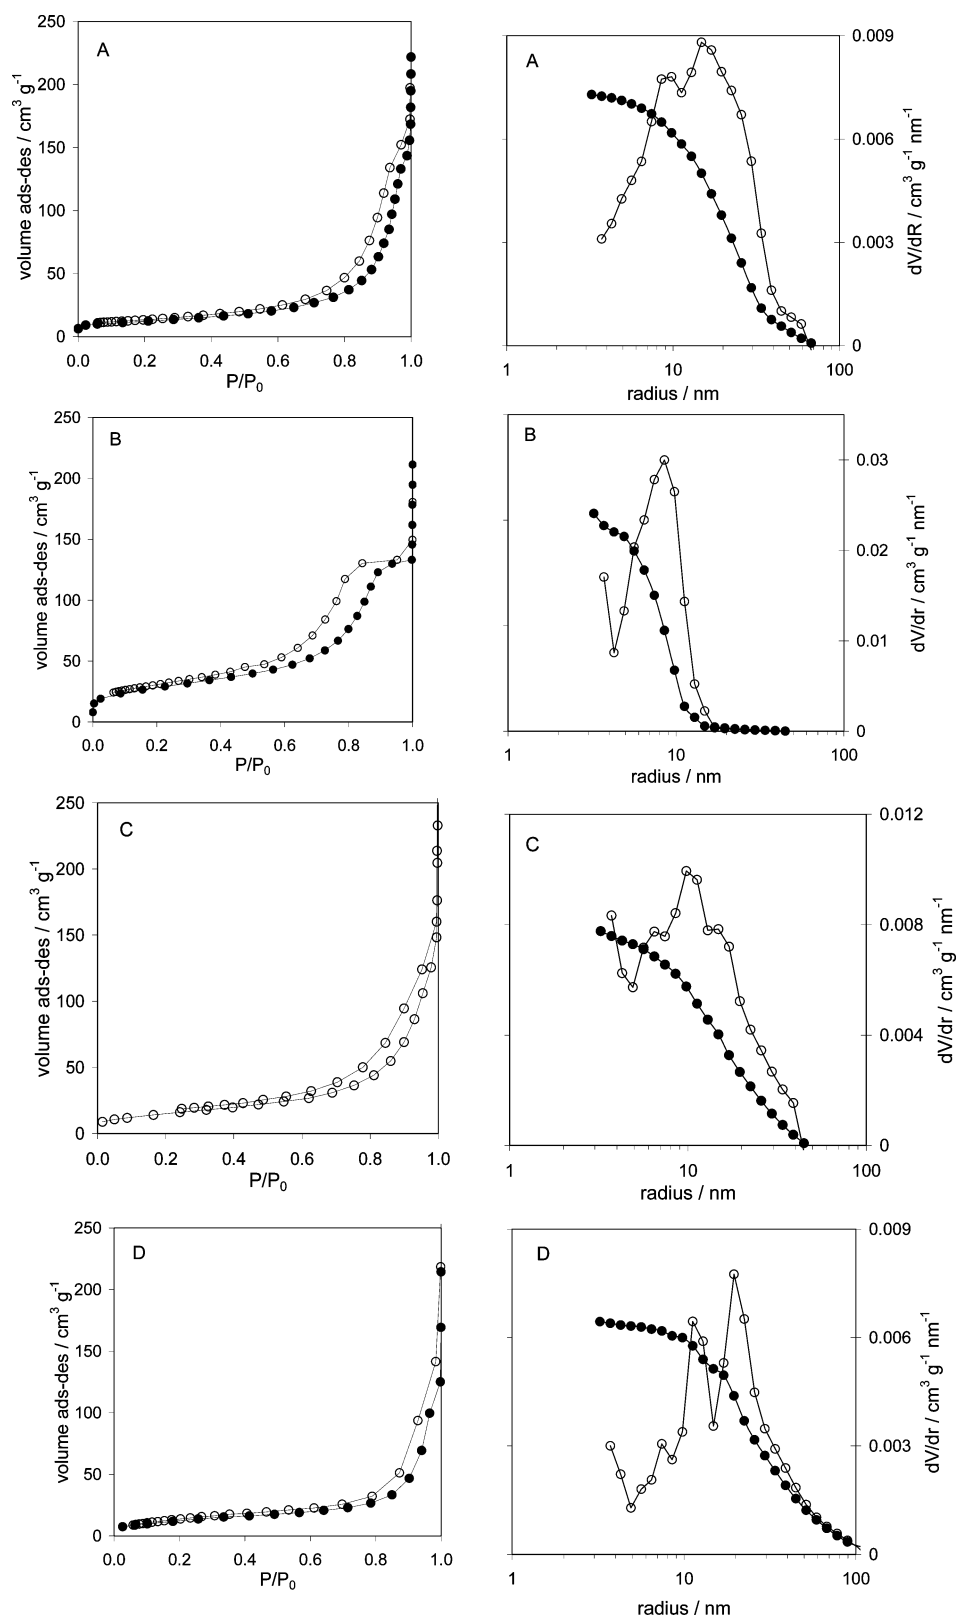 A
volume ads-des / cm³ g⁻¹
250
200
150
100
50
0
0.0 0.2 0.4 0.6 0.8 1.0
P/P₀
A
0.009
0.006
0.003
0
dV/dR / cm³ g⁻¹ nm⁻¹
1 10 100
radius / nm
B
volume ads-des / cm³ g⁻¹
250
200
150
100
50
0
0.0 0.2 0.4 0.6 0.8 1.0
P/P₀
B
0.03
0.02
0.01
0
dV/dr / cm³ g⁻¹ nm⁻¹
1 10 100
radius / nm
C
volume ads-des / cm³ g⁻¹
250
200
150
100
50
0
0.0 0.2 0.4 0.6 0.8 1.0
P/P₀
C
0.012
0.008
0.004
0
dV/dr / cm³ g⁻¹ nm⁻¹
1 10 100
radius / nm
D
volume ads-des / cm³ g⁻¹
250
200
150
100
50
0
0.0 0.2 0.4 0.6 0.8 1.0
P/P₀
D
0.009
0.006
0.003
0
dV/dr / cm³ g⁻¹ nm⁻¹
1 10 100
radius / nm